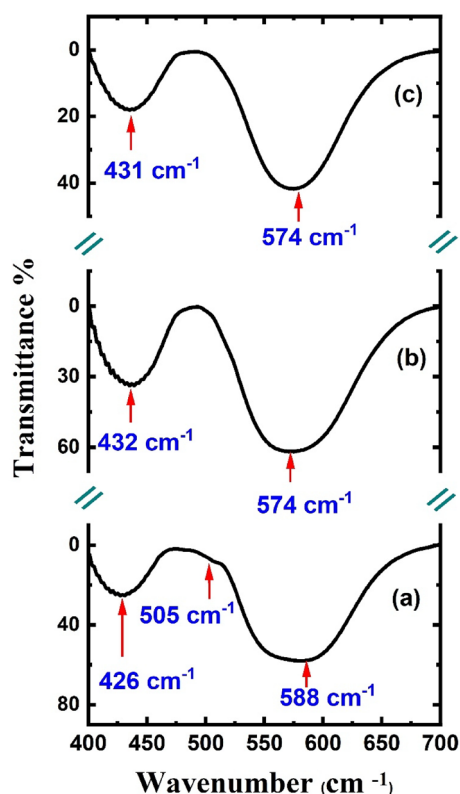 0
20
40
(c)
431 cm⁻¹
574 cm⁻¹
Transmittance %
0
30
60
(b)
432 cm⁻¹
574 cm⁻¹
0
40
80
(a)
505 cm⁻¹
426 cm⁻¹
588 cm⁻¹
400 450 500 550 600 650 700
Wavenumber (cm ⁻¹)